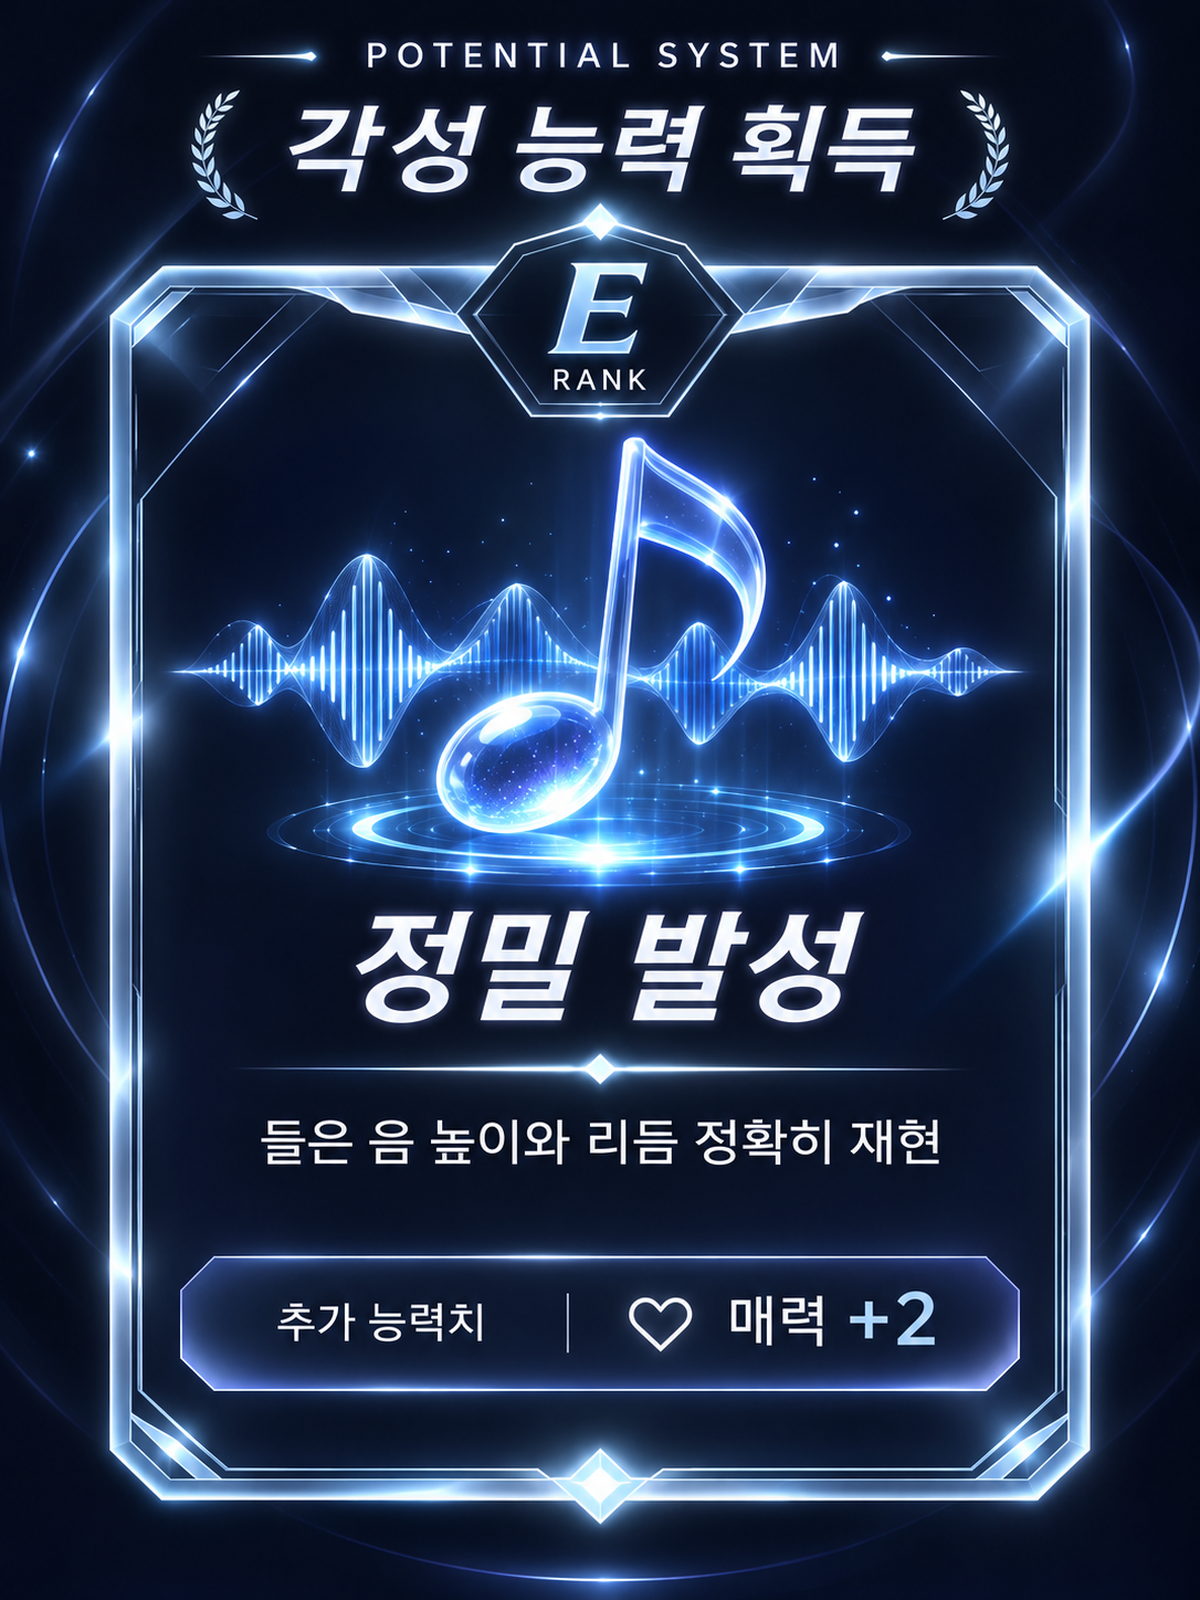 POTENTIAL SYSTEM
각성 능력 획득
E
RANK
정밀 발성
들은 음 높이와 리듬 정확히 재현
추가 능력치
매력 +2